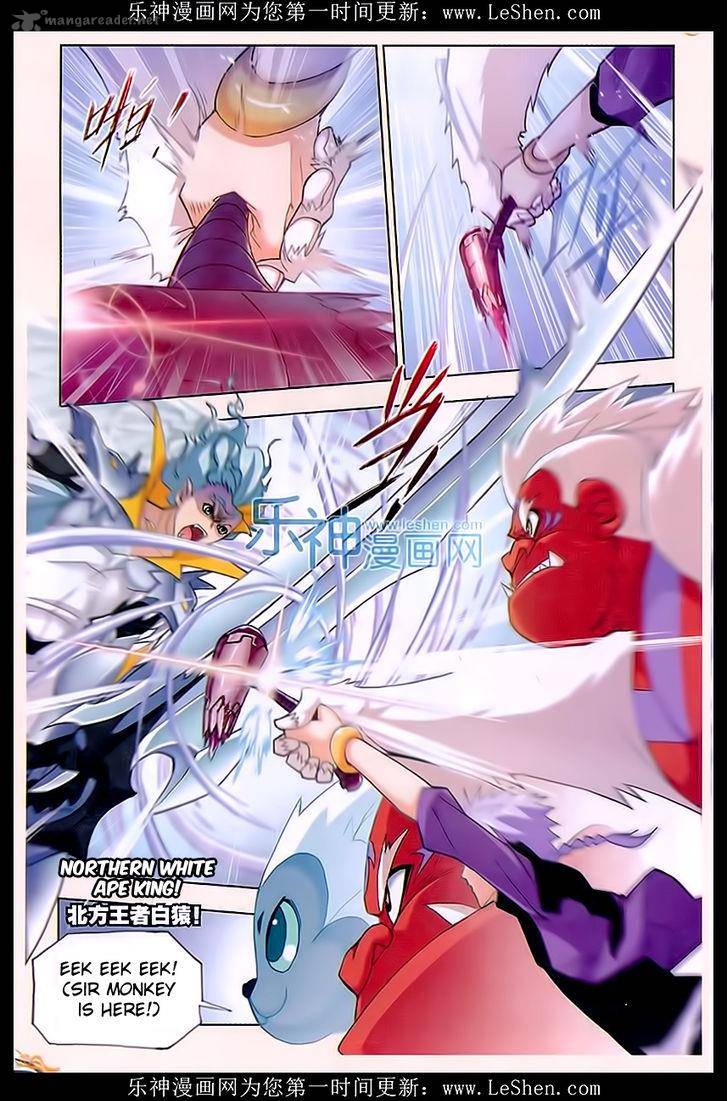 乐神漫画网为您第一时间更新：www.LeShen.com
mangareader.net
啪!
乐神漫画网
www.leshen.com
NORTHERN WHITE
APE KING!
北方王者白猿!
EEK EEK EEK!
(SIR MONKEY
IS HERE!)
乐神漫画网为您第一时间更新：www.LeShen.com